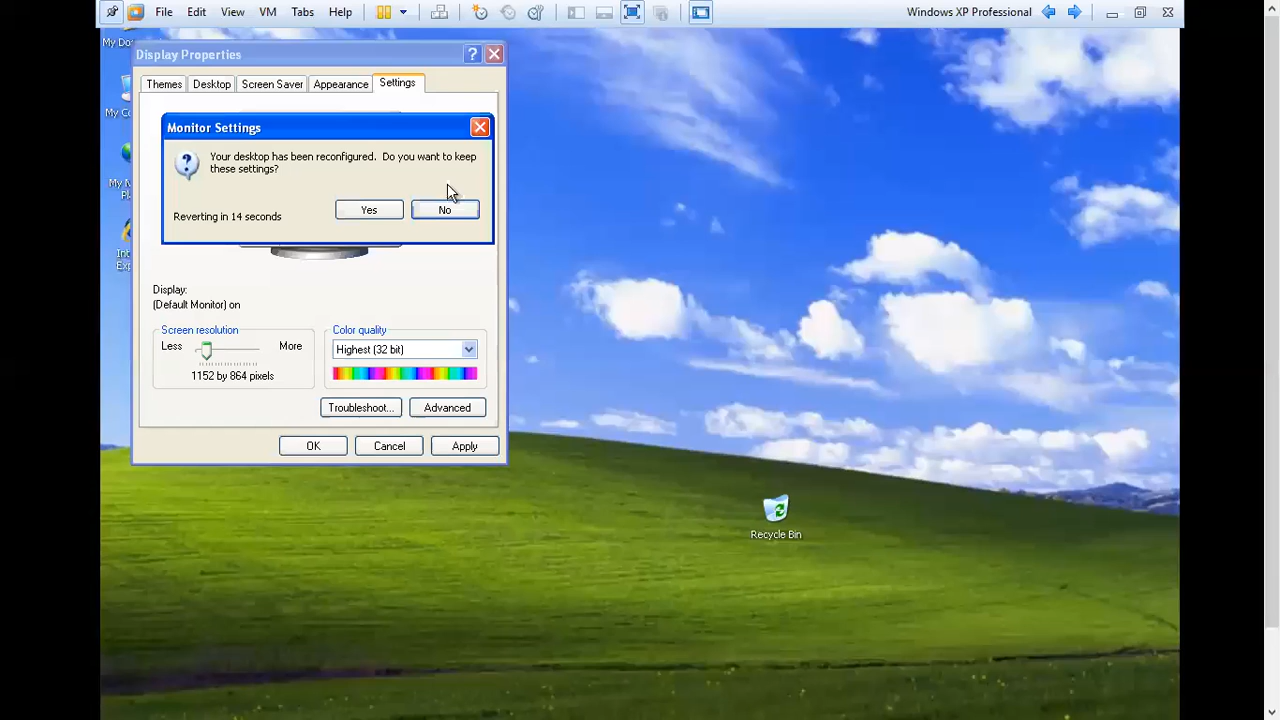 File Edit View VM Tabs Help
Windows XP Professional
My Do
Display Properties
Themes Desktop Screen Saver Appearance Settings
My C
Monitor Settings
Your desktop has been reconfigured. Do you want to keep
these settings?
Yes No
Reverting in 14 seconds
My N
Pl
Int
Ex
Display:
(Default Monitor) on
Screen resolution
Less More
1152 by 864 pixels
Color quality
Highest (32 bit)
Troubleshoot... Advanced
OK Cancel Apply
Recycle Bin